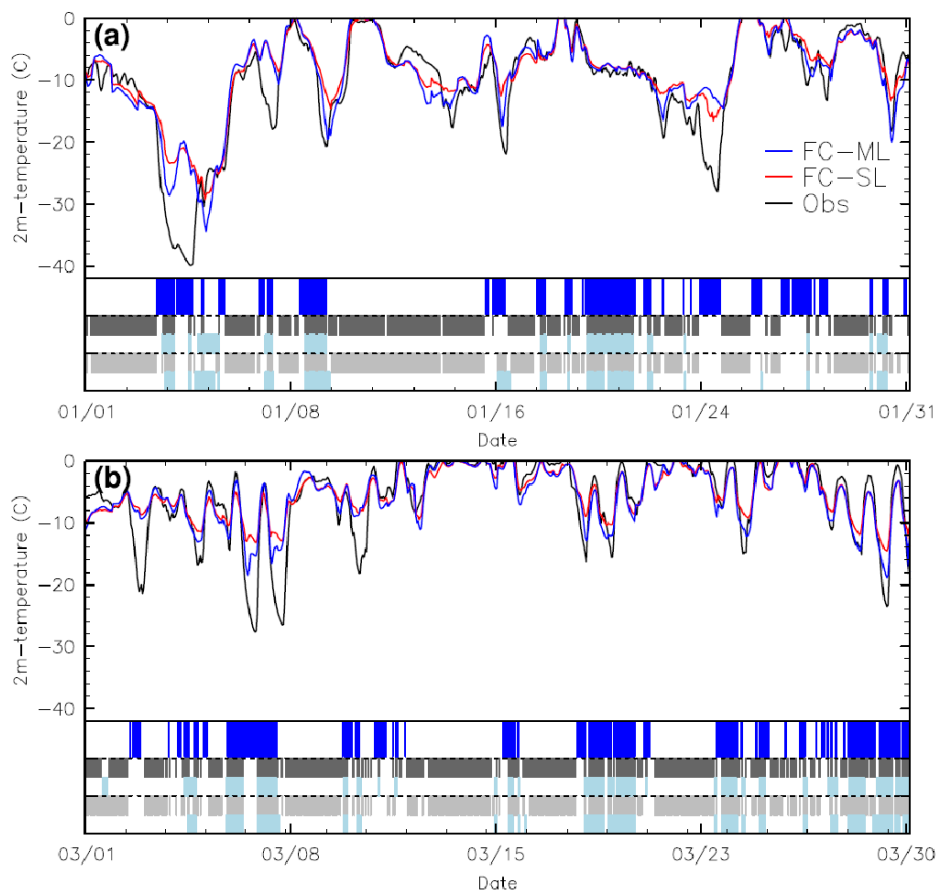 (a)
2m-temperature (C)
0
-10
-20
-30
-40
FC-ML
FC-SL
Obs
01/01 01/08 01/16 01/24 01/31
Date
(b)
2m-temperature (C)
0
-10
-20
-30
-40
03/01 03/08 03/15 03/23 03/30
Date